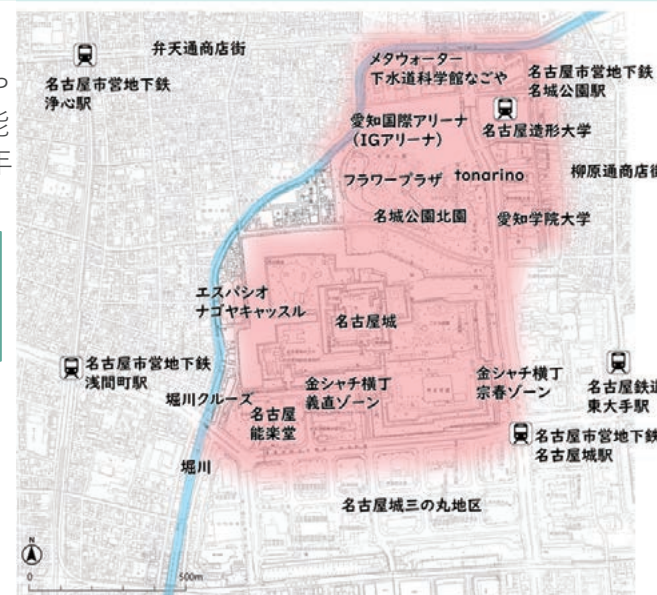 や
能
年
弁天通商店街
名古屋市営地下鉄
浄心駅
メタウォーター
下水道科学館なごや
名古屋市営地下鉄
名城公園駅
愛知国際アリーナ
(IGアリーナ)
名古屋造形大学
フラワープラザ
tonarino
柳原通商店街
名城公園北園
愛知学院大学
エスパシオ
ナゴヤキャッスル
名古屋城
名古屋市営地下鉄
浅間町駅
金シャチ横丁
義直ゾーン
金シャチ横丁
宗春ゾーン
名古屋鉄道
東大手駅
堀川クルーズ
名古屋
能楽堂
名古屋市営地下鉄
名古屋城駅
堀川
名古屋城三の丸地区
N
0
500m